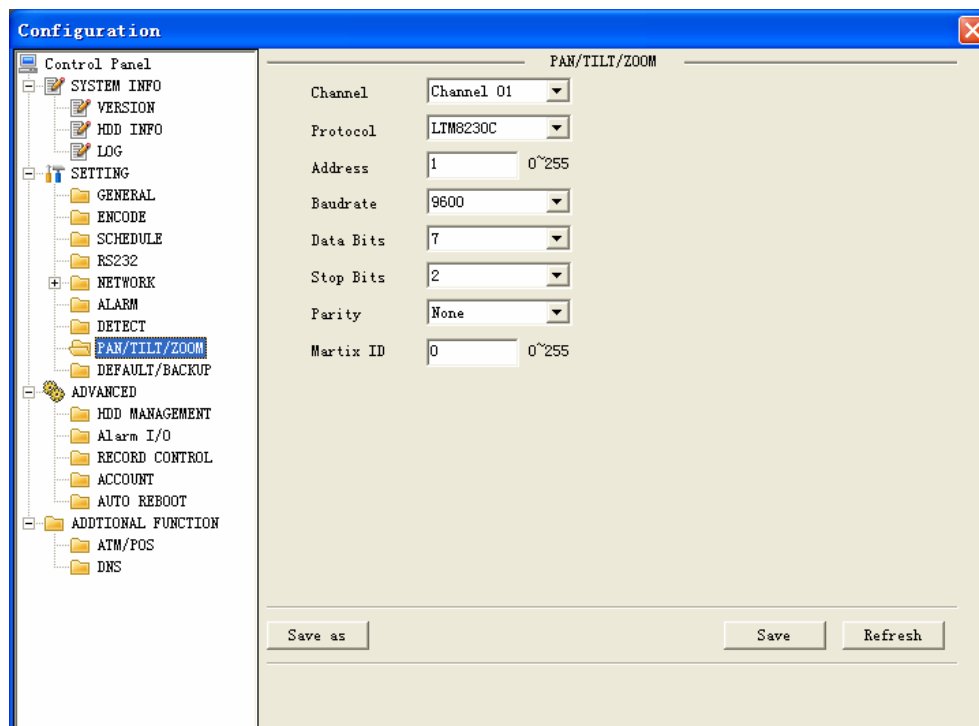 Configuration
Control Panel
SYSTEM INFO
VERSION
HDD INFO
LOG
SETTING
GENERAL
ENCODE
SCHEDULE
RS232
NETWORK
ALARM
DETECT
PAN/TILT/ZOOM
DEFAULT/BACKUP
ADVANCED
HDD MANAGEMENT
Alarm I/O
RECORD CONTROL
ACCOUNT
AUTO REBOOT
ADDTIONAL FUNCTION
ATM/POS
DNS
PAN/TILT/ZOOM
Channel Channel 01
Protocol LTM8230C
Address 1 0~255
Baudrate 9600
Data Bits 7
Stop Bits 2
Parity None
Martix ID 0 0~255
Save as Save Refresh